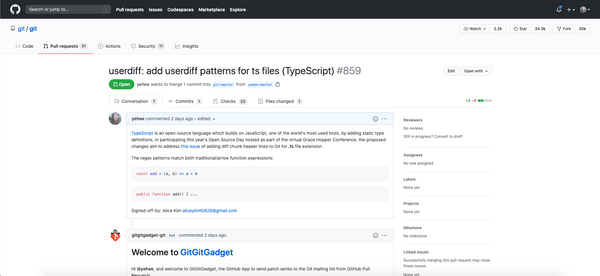 Search or jump to...
Pull requests Issues Codespaces Marketplace Explore
git / git
Watch 2.2k Star 34.3k Fork 20k
Code Pull requests Actions Security Insights
userdiff: add userdiff patterns for ts files (TypeScript) #859
Edit Open with
Open yehee wants to merge 1 commit into git:master from yehee:master
Conversation 7 Commits 1 Checks 33 Files changed 1
+2 -0
yehee commented 2 days ago • edited
TypeScript is an open-source language which builds on JavaScript, one of the world's most used tools, by adding static type
definitions. In participating this year's Open Source Day hosted as part of the virtual Grace Hopper Conference, the proposed
changes aim to address this issue of adding diff chunk header lines to Git for .ts file extension.
The regex patterns match both traditional/arrow function expressions:
const add = (a, b) => a + b
public function add() { ...
Signed-off-by: Alice Kim aliceykim0828@gmail.com
gitgitgadget-git bot commented 2 days ago
Welcome to GitGitGadget
Hi @yehee, and welcome to GitGitGadget, the GitHub App to send patch series to the Git mailing list from GitHub Pull
Reviewers
No reviews
Still in progress? Convert to draft
Assignees
No one assigned
Labels
None yet
Projects
None yet
Milestone
No milestone
Linked issues
Successfully merging this pull request may close
these issues.
None yet